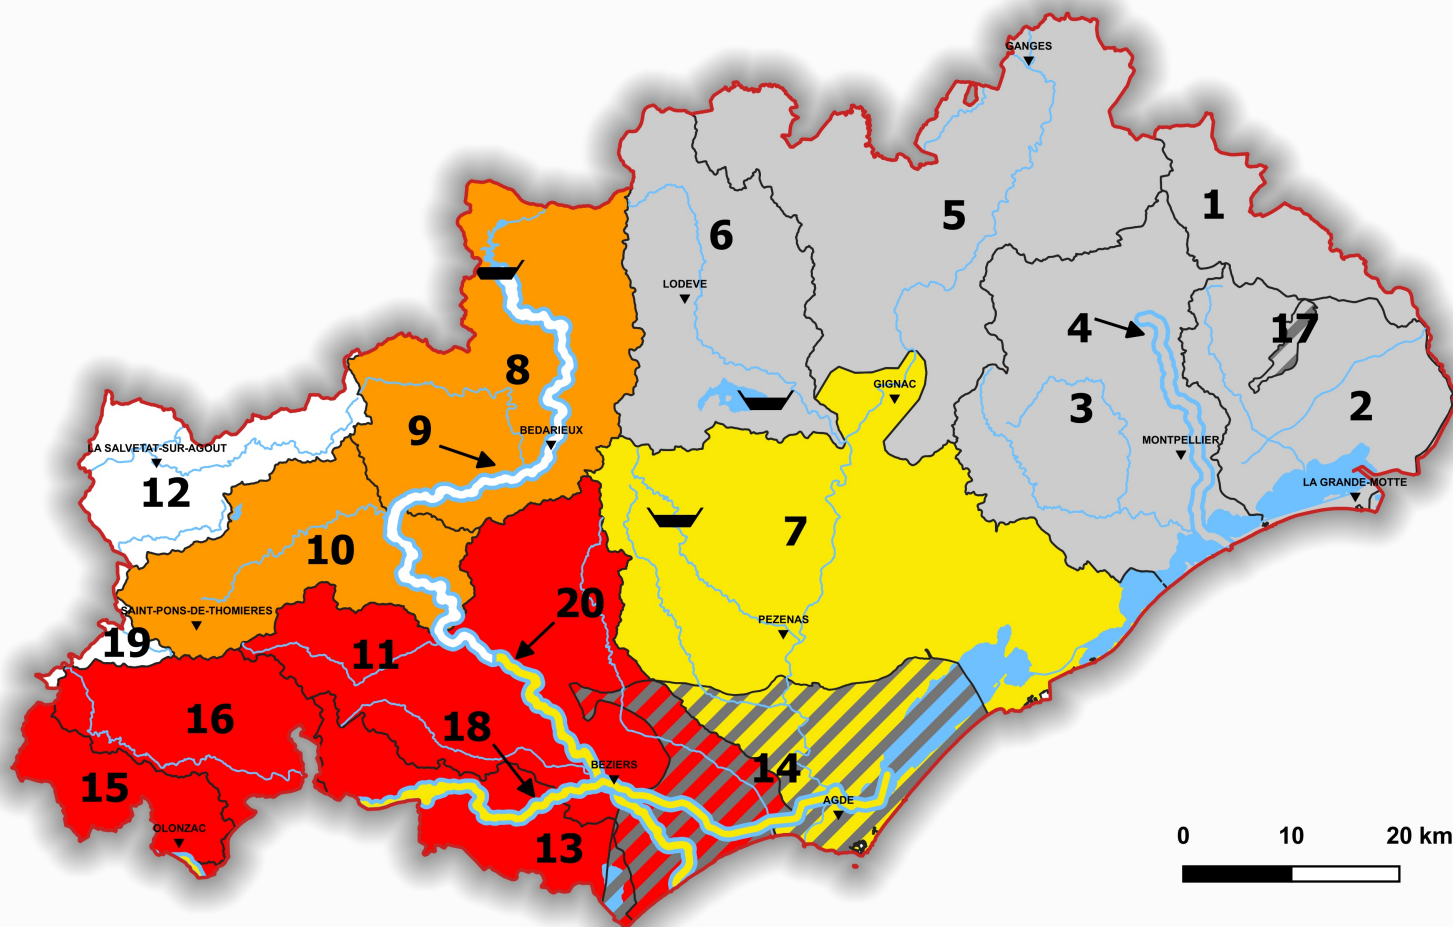 GANGES
1
5
6
LODEVE
17
4
8
GIGNAC
2
3
9
BEDARIEUX
MONTPELLIER
LA SALVETAT-SUR-AGOUT
12
LA GRANDE-MOTTE
7
10
20
SAINT-PONS-DE-THOMIERES
PEZENAS
19
11
16
18
BEZIERS
14
15
AGDE
OLONZAC
13
0 10 20 km